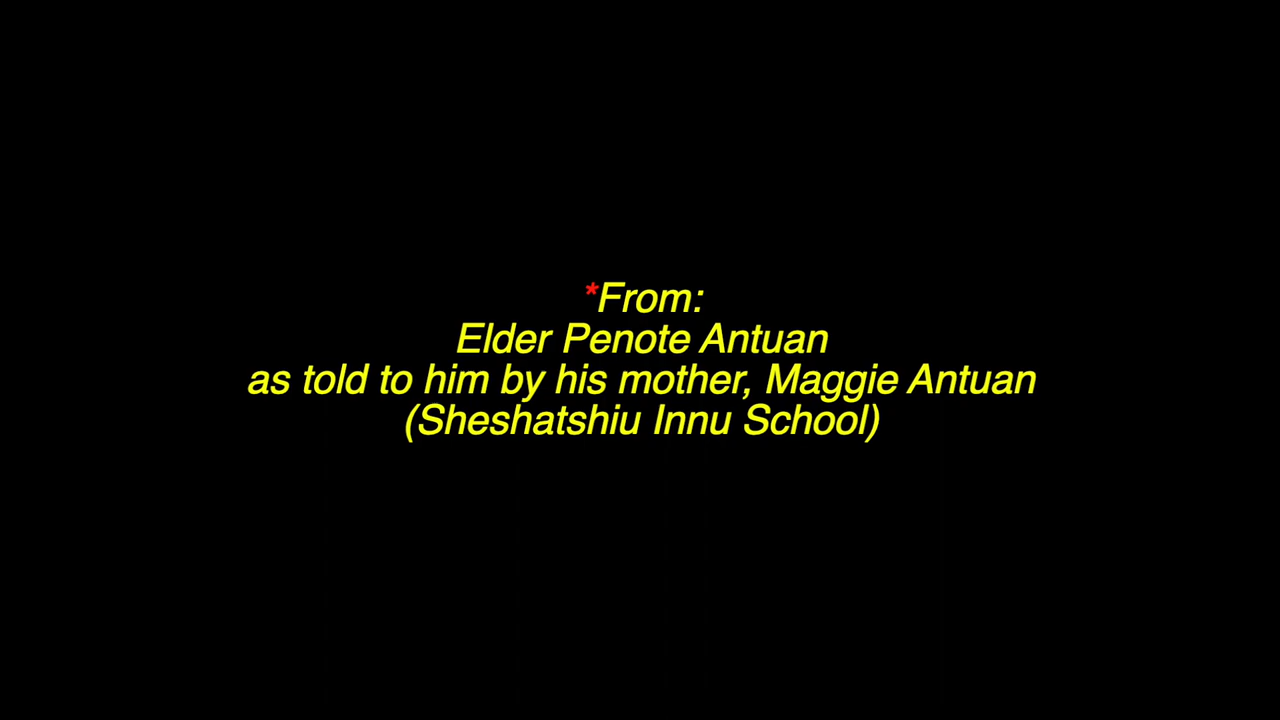 *From:
Elder Penote Antuan
as told to him by his mother, Maggie Antuan
(Sheshatshiu Innu School)